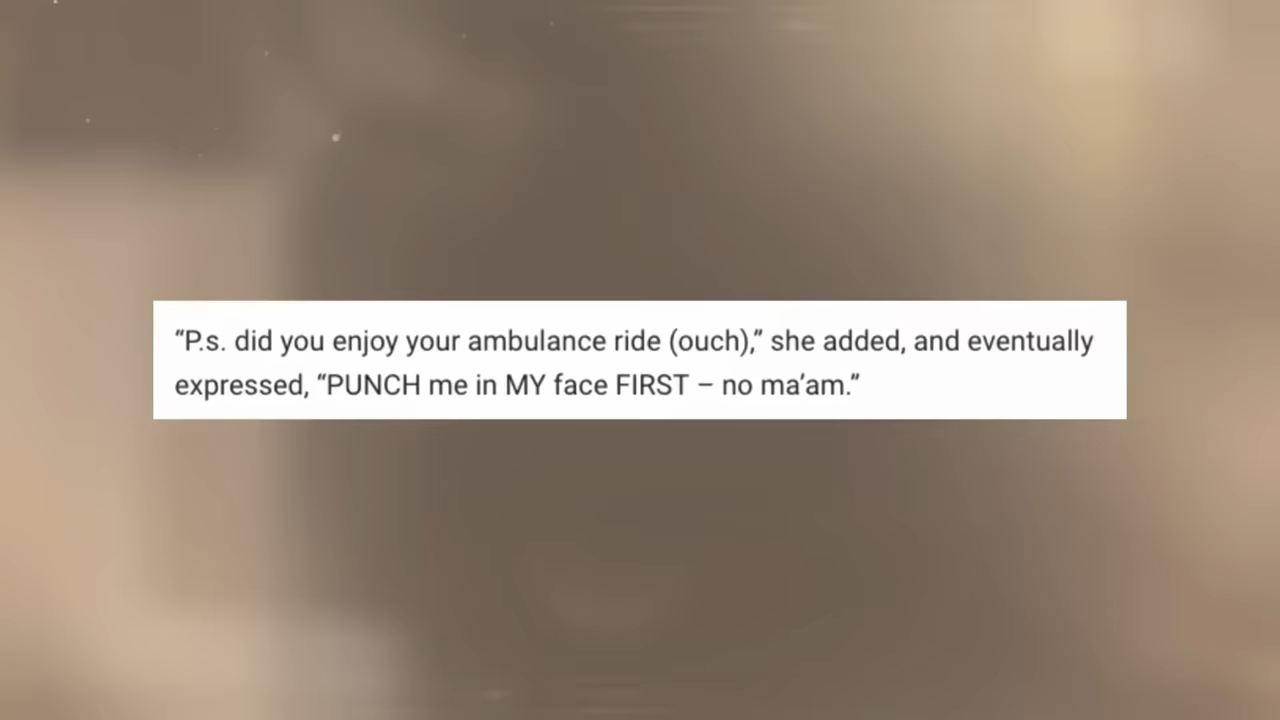 “P.s. did you enjoy your ambulance ride (ouch),” she added, and eventually
expressed, “PUNCH me in MY face FIRST – no ma’am.”